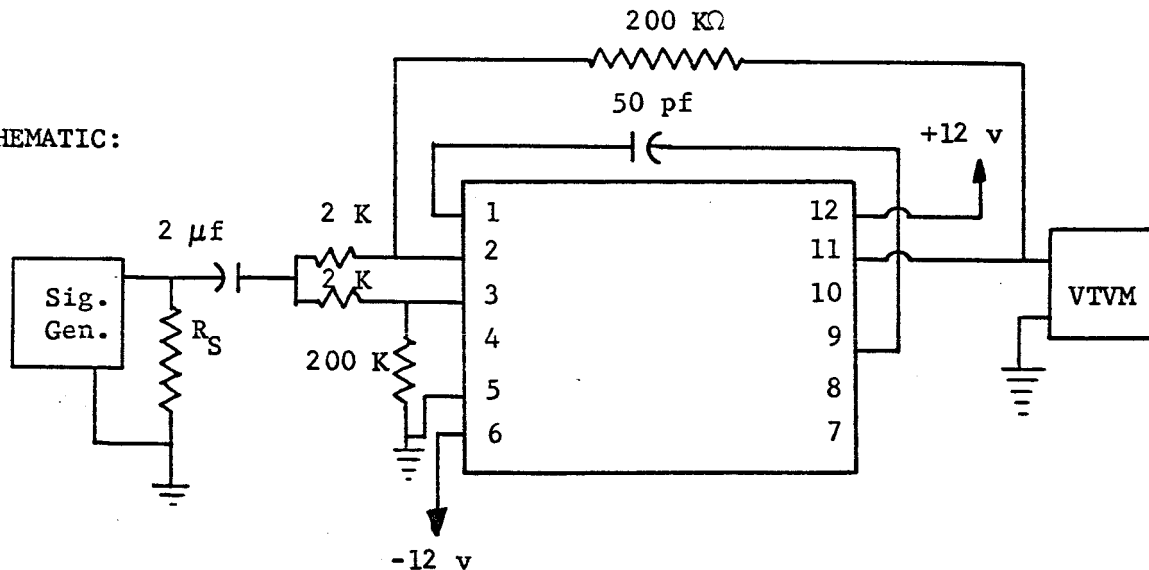 200 KΩ
50 pf
HEMATIC:
+12 v
2 K
2 μf
2 K
Sig.
Gen.
RS
200 K
1
2
3
4
5
6
12
11
10
9
8
7
VTVM
-12 v